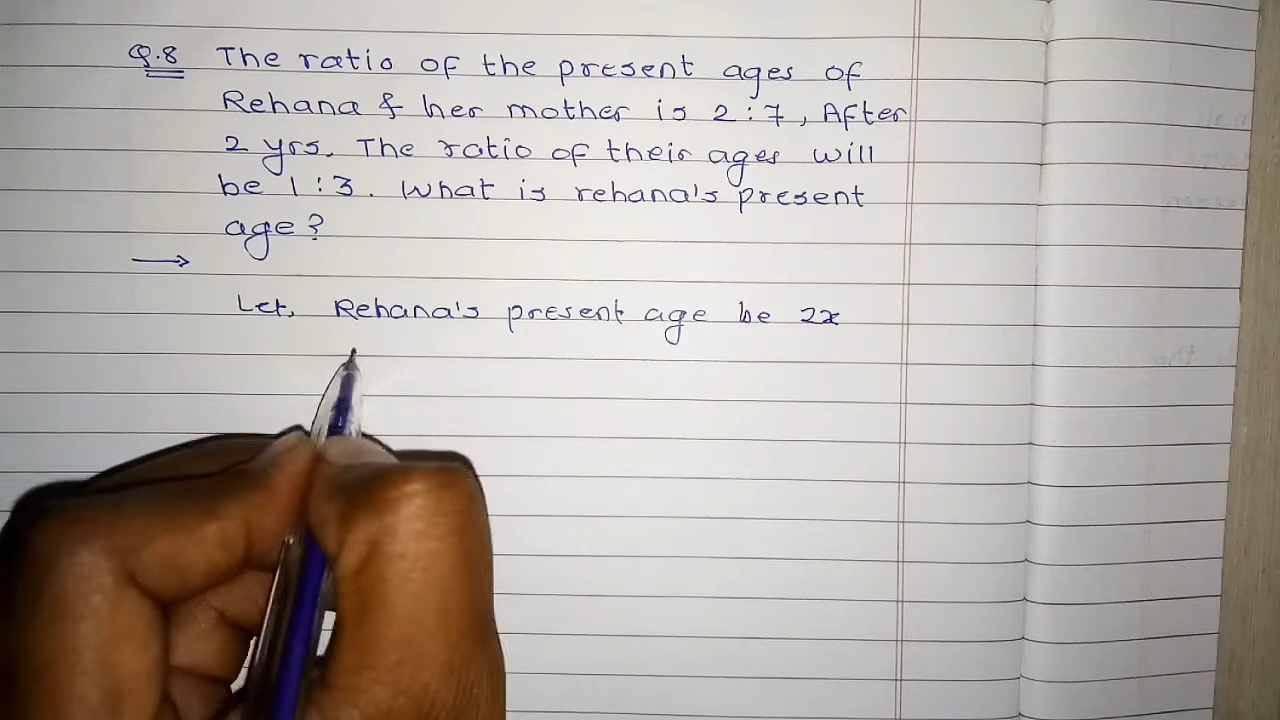 Q.8 The ratio of the present ages of
Rehana & her mother is 2:7, After
2 yrs. The ratio of their ages will
be 1:3. What is rehana's present
age?
→
Let, Rehana's present age be 2x